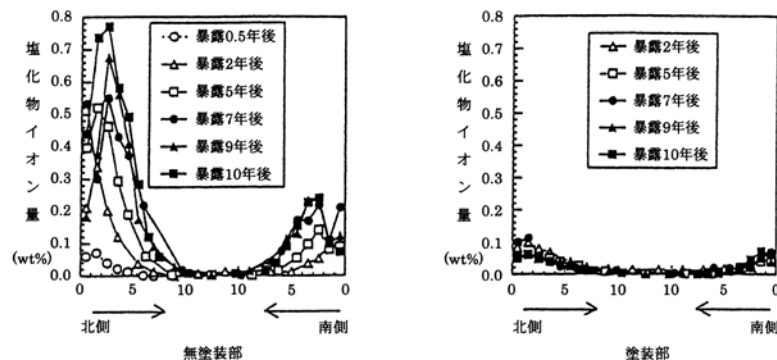 塩化物イオン量
(wt%)
0.8
0.7
0.6
0.5
0.4
0.3
0.2
0.1
0.0
暴露0.5年後
暴露2年後
暴露5年後
暴露7年後
暴露9年後
暴露10年後
0 5 10 10 5 0
北側 南側
無塗装部
塩化物イオン量
(wt%)
0.8
0.7
0.6
0.5
0.4
0.3
0.2
0.1
0.0
暴露2年後
暴露5年後
暴露7年後
暴露9年後
暴露10年後
0 5 10 10 5 0
北側 南側
塗装部